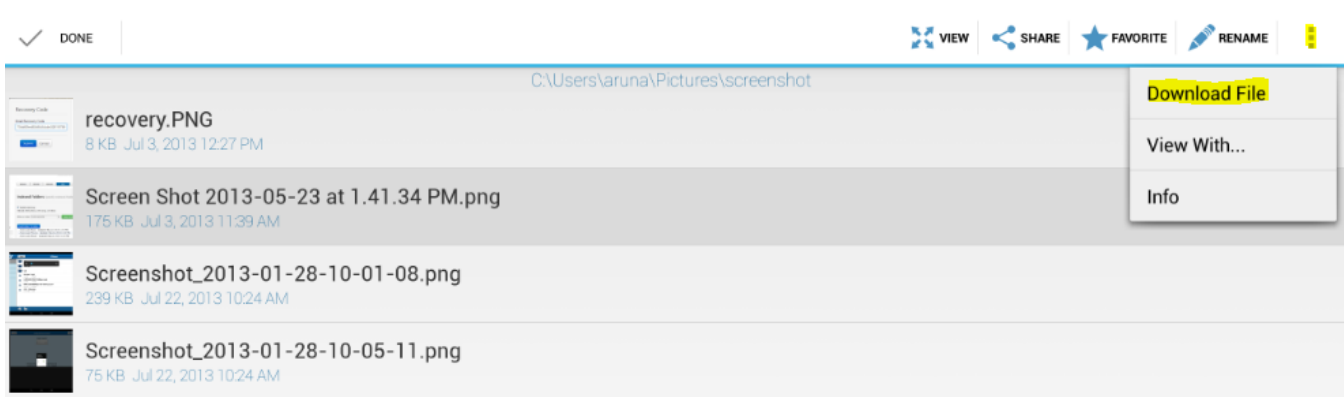 DONE
VIEW
SHARE
FAVORITE
RENAME
C:\Users\aruna\Pictures\screenshot
Download File
View With...
Info
recovery.PNG
8 KB Jul 3, 2013 12:27 PM
Screen Shot 2013-05-23 at 1.41.34 PM.png
175 KB Jul 3, 2013 11:39 AM
Screenshot_2013-01-28-10-01-08.png
239 KB Jul 22, 2013 10:24 AM
Screenshot_2013-01-28-10-05-11.png
75 KB Jul 22, 2013 10:24 AM